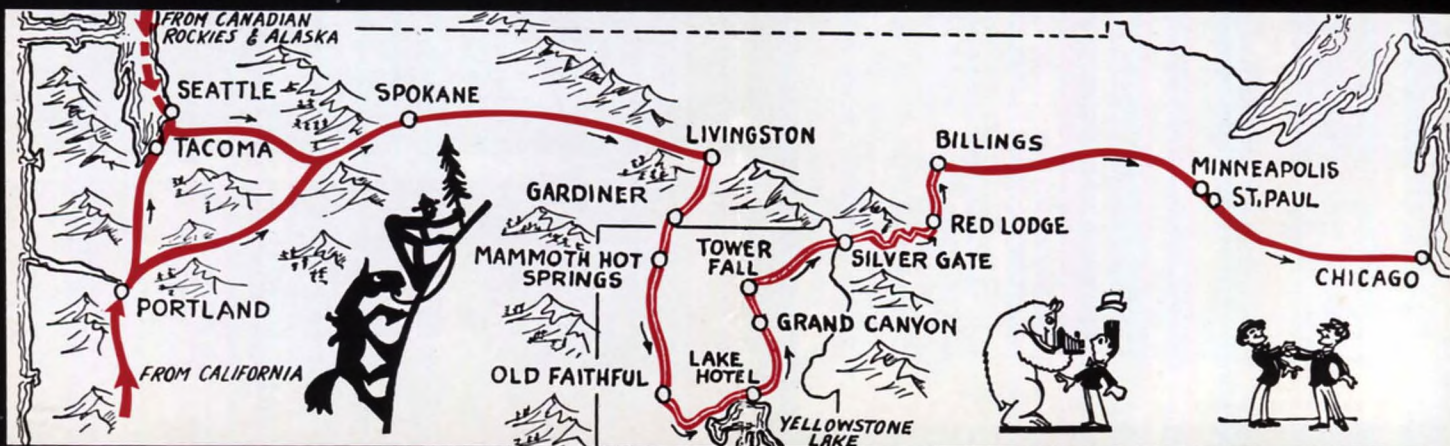 FROM CANADIAN
ROCKIES & ALASKA
SEATTLE
TACOMA
SPOKANE
PORTLAND
FROM CALIFORNIA
LIVINGSTON
GARDINER
MAMMOTH HOT
SPRINGS
OLD FAITHFUL
LAKE
HOTEL
YELLOWSTONE
LAKE
GRAND CANYON
TOWER
FALL
SILVER GATE
RED LODGE
BILLINGS
MINNEAPOLIS
ST. PAUL
CHICAGO